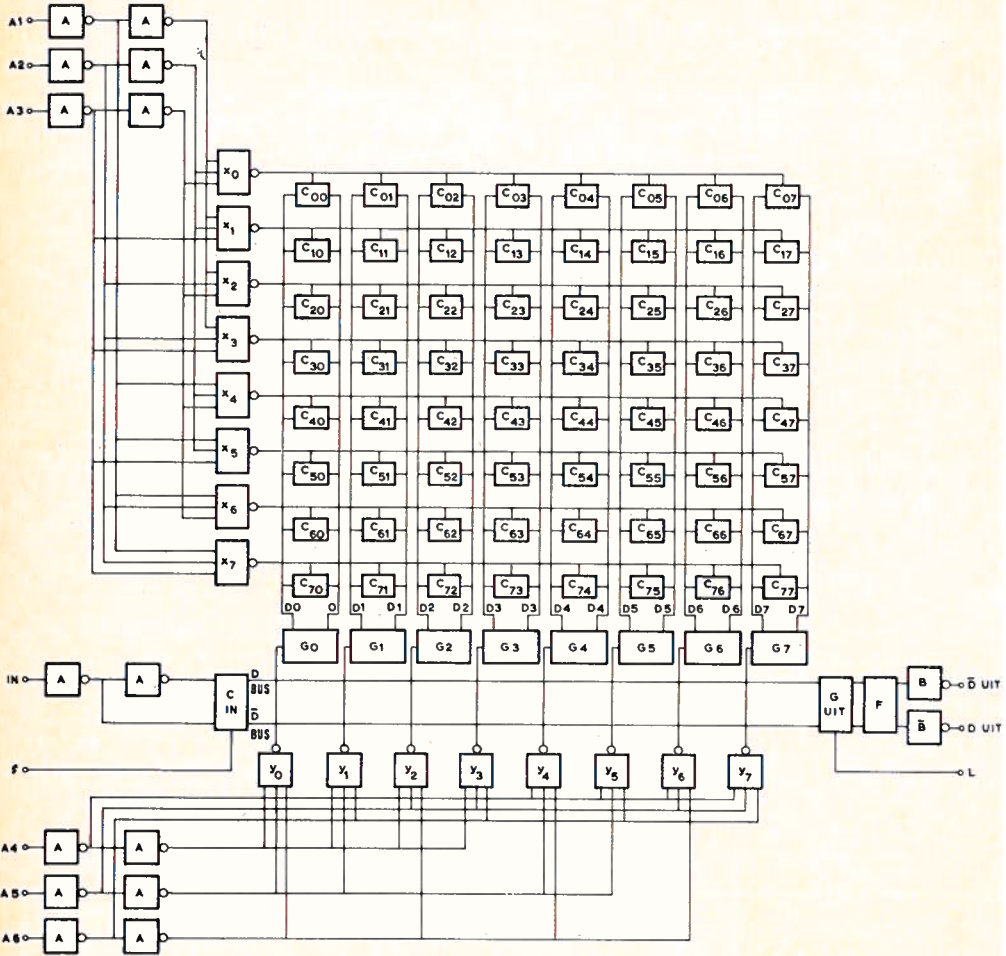 A1 A A
A2 A A
A3 A A
x0
C00 C01 C02 C03 C04 C05 C06 C07
x1
C10 C11 C12 C13 C14 C15 C16 C17
x2
C20 C21 C22 C23 C24 C25 C26 C27
x3
C30 C31 C32 C33 C34 C35 C36 C37
x4
C40 C41 C42 C43 C44 C45 C46 C47
x5
C50 C51 C52 C53 C54 C55 C56 C57
x6
C60 C61 C62 C63 C64 C65 C66 C67
x7
C70 C71 C72 C73 C74 C75 C76 C77
D0 0 D1 D1 D2 D2 D3 D3 D4 D4 D5 D5 D6 D6 D7 D7
G0 G1 G2 G3 G4 G5 G6 G7
IN A A
C IN
D BUS
D̅ BUS
G UIT
F
B D̅ UIT
B̅ D UIT
y0 y1 y2 y3 y4 y5 y6 y7
L
A4 A A
A5 A A
A6 A A